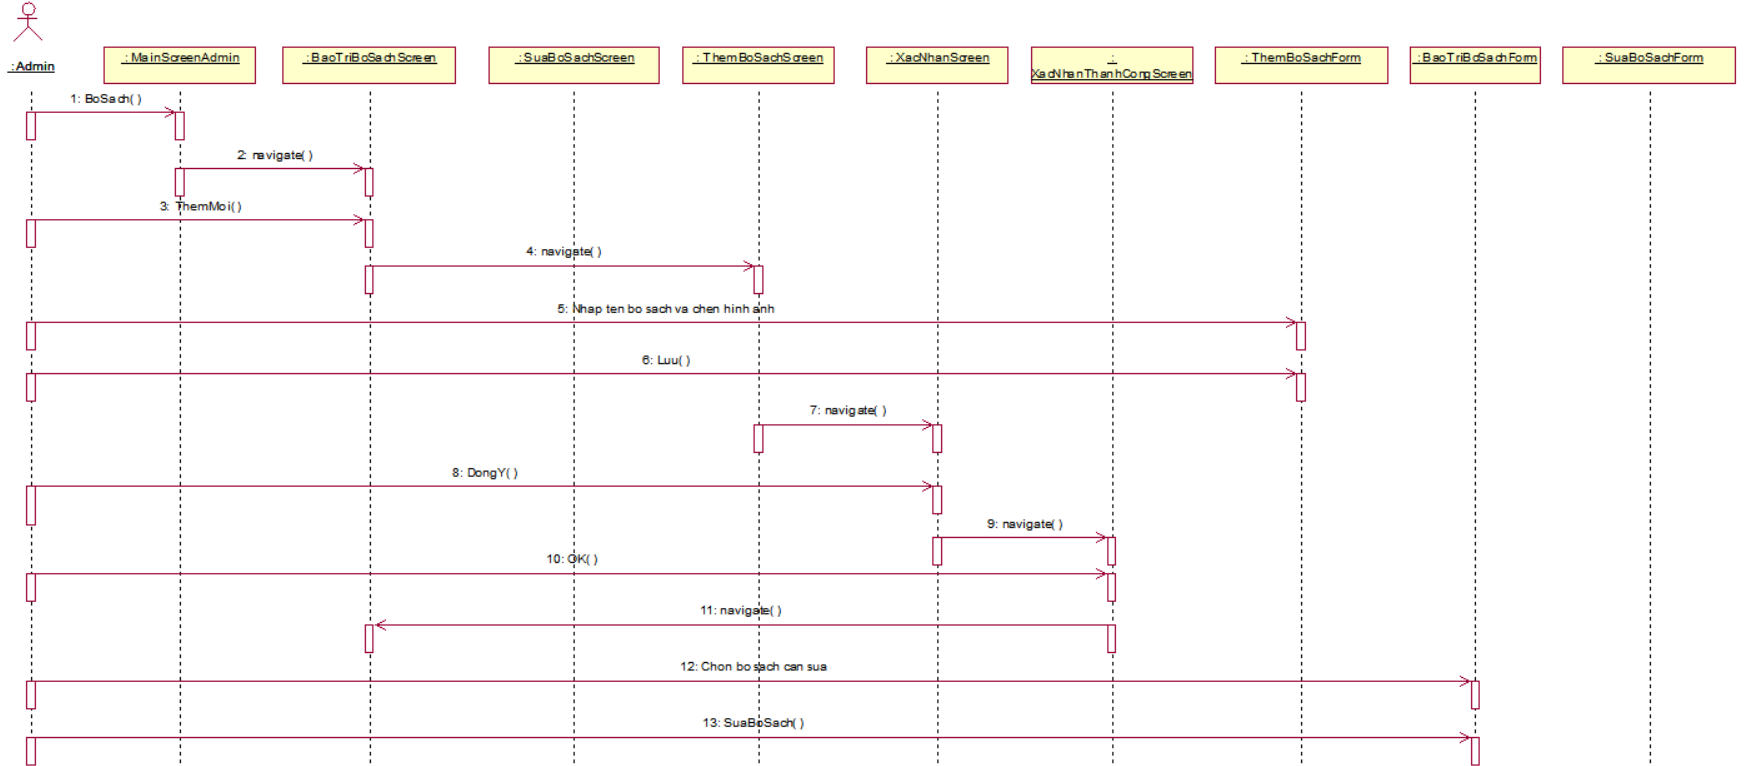 : Admin
: MainScreenAdmin
: BaoTriBoSachScreen
: SuaBoSachScreen
: ThemBoSachScreen
: XacNhanScreen
:
XacNhanThanhCongScreen
: ThemBoSachForm
: BaoTriBoSachForm
: SuaBoSachForm
1: BoSach( )
2: navigate( )
3: ThemMoi( )
4: navigate( )
5: Nhap ten bo sach va chen hinh anh
6: Luu( )
7: navigate( )
8: DongY( )
9: navigate( )
10: OK( )
11: navigate( )
12: Chon bo sach can sua
13: SuaBoSach( )